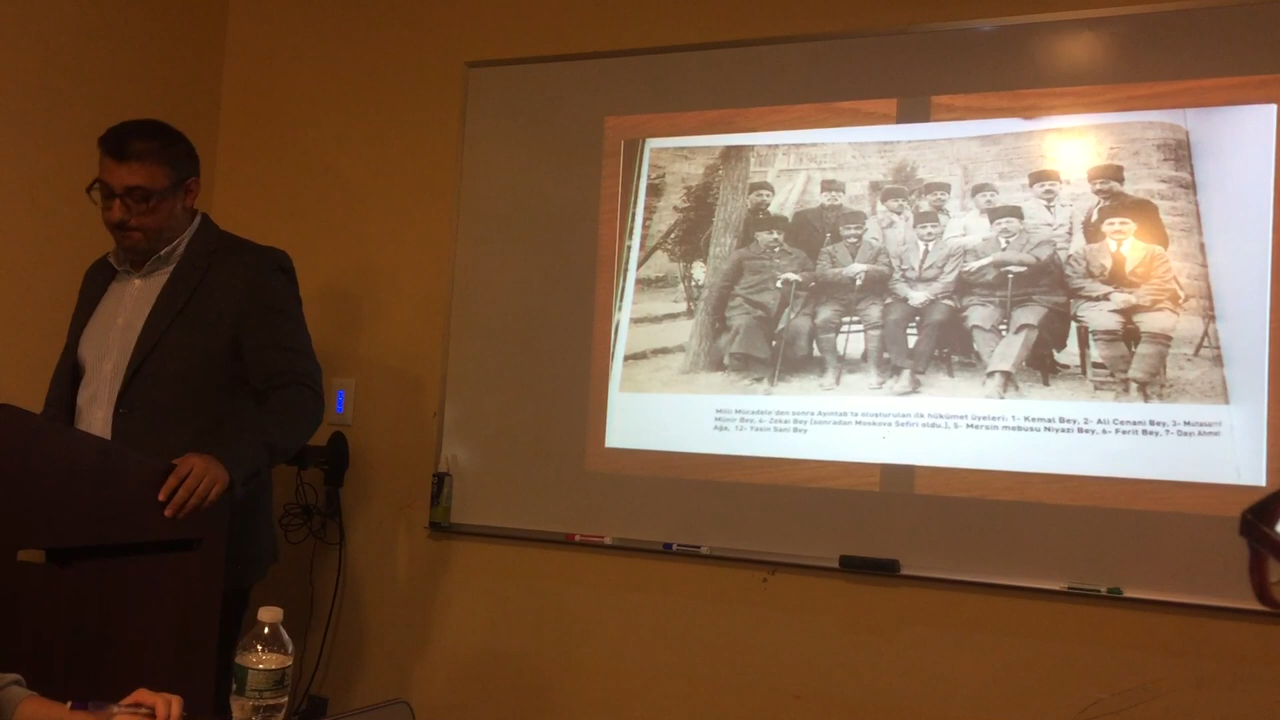 Milli Mücadele'den sonra Ayıntab'ta oluşturulan ilk hükümet üyeleri: 1- Kemal Bey, 2- Ali Cenani Bey, 3- Mutasarrıf
Münir Bey, 4- Zekai Bey (sonradan Moskova Sefiri oldu.), 5- Mersin mebusu Niyazi Bey, 6- Ferit Bey, 7- Dayı Ahmet
Ağa, 12- Yasin Sani Bey